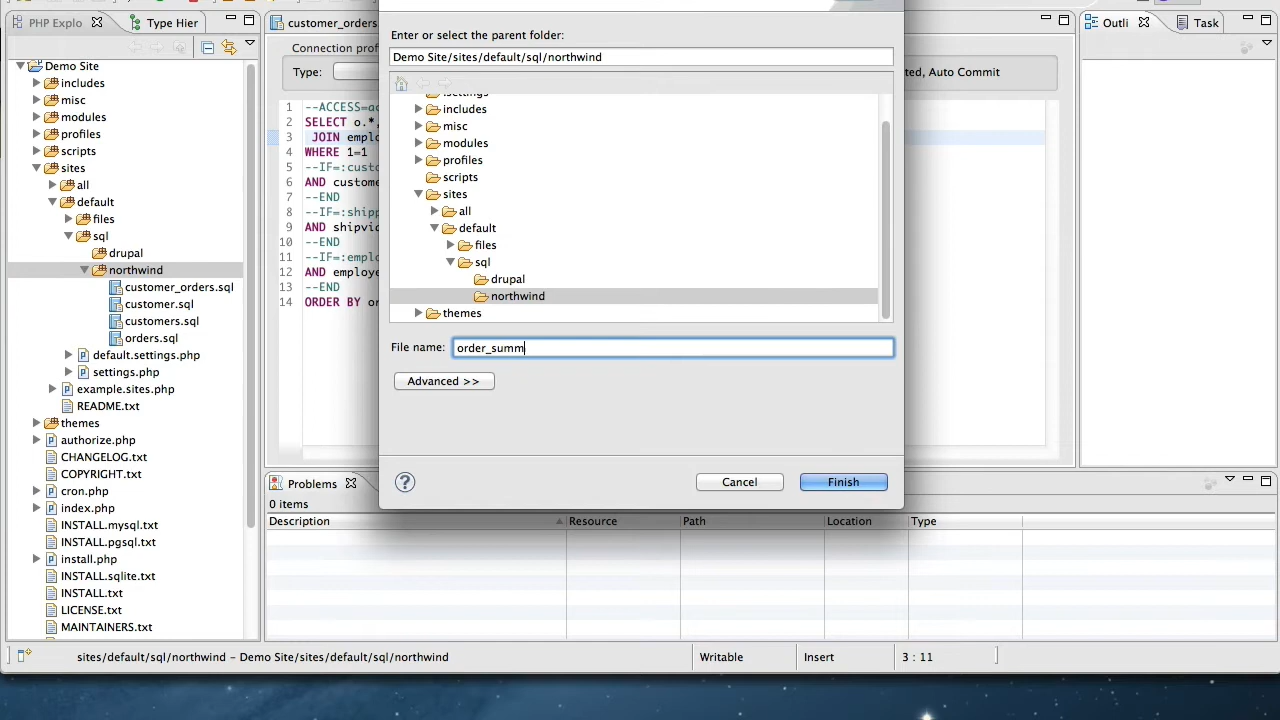 PHP Explo
Type Hier
Demo Site
includes
misc
modules
profiles
scripts
sites
all
default
files
sql
drupal
northwind
customer_orders.sql
customer.sql
customers.sql
orders.sql
default.settings.php
settings.php
example.sites.php
README.txt
themes
authorize.php
CHANGELOG.txt
COPYRIGHT.txt
cron.php
index.php
INSTALL.mysql.txt
INSTALL.pgsql.txt
install.php
INSTALL.sqlite.txt
INSTALL.txt
LICENSE.txt
MAINTAINERS.txt
customer_orders
Connection prof
Type:
ted, Auto Commit
1 --ACCESS=ac
2 SELECT o.*,
3 JOIN emplo
4 WHERE 1=1
5 --IF=:custo
6 AND custome
7 --END
8 --IF=:shipp
9 AND shipvic
10 --END
11 --IF=:emplo
12 AND employe
13 --END
14 ORDER BY or
Enter or select the parent folder:
Demo Site/sites/default/sql/northwind
.settings
includes
misc
modules
profiles
scripts
sites
all
default
files
sql
drupal
northwind
themes
File name: order_summ
Advanced >>
?
Cancel
Finish
Outli
Task
Problems
0 items
Description Resource Path Location Type
sites/default/sql/northwind - Demo Site/sites/default/sql/northwind
Writable
Insert
3 : 11